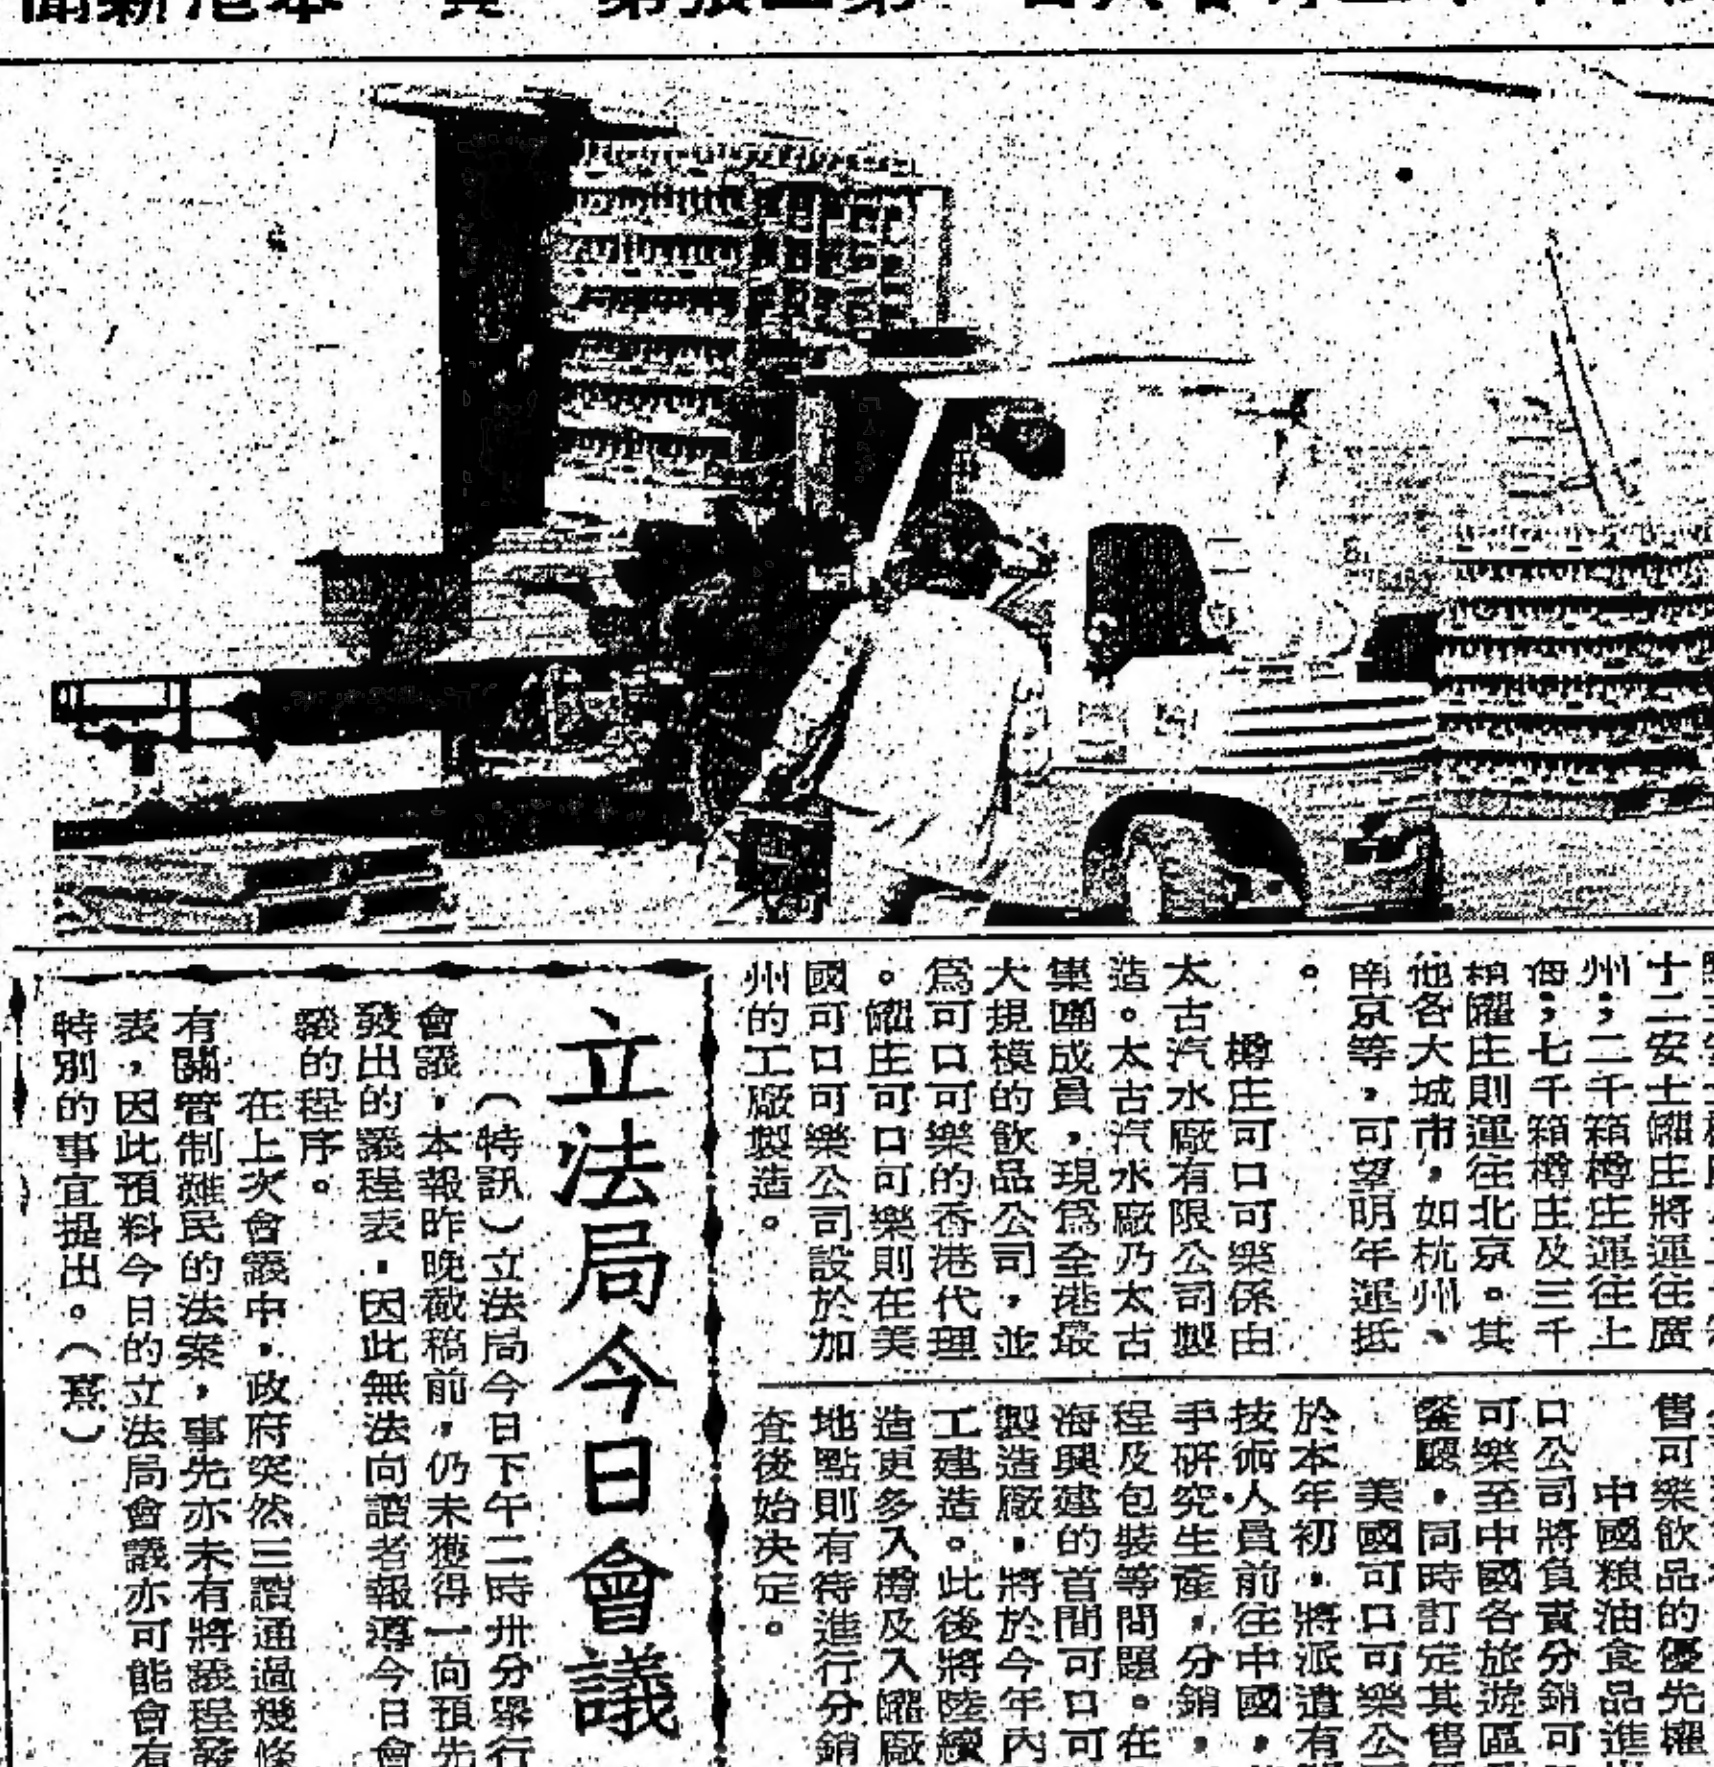 聞新港本
十二安士罐庄將運往廣
州；二千箱樽庄運往上
海；七千箱樽庄及三千
箱罐庄則運往北京。其
他各大城市，如杭州、
南京等，可望明年運抵
。
樽庄可口可樂係由
太古汽水廠有限公司製
造。太古汽水廠乃太古
集團成員，現為全港最
大規模的飲品公司，並
為可口可樂的香港代理
。罐庄可口可樂則在美
國可口可樂公司設於加
州的工廠製造。
售可樂飲品的優先權
中國粮油食品進
口公司將負責分銷可
可樂至中國各旅遊區
餐廳，同時訂定其售
美國可口可樂公
於本年初，將派遣有
技術人員前往中國，
手研究生產，分銷，
程及包裝等問題。在
海興建的首間可口可
製造廠，將於今年內
工建造。此後將陸續
造更多入樽及入罐廠
地點則有待進行分銷
查後始決定。
立法局今日會議
（特訊）立法局今日下午二時卅分舉行
會議，本報昨晚截稿前，仍未獲得一向預先
發出的議程表，因此無法向讀者報導今日會
議的程序。
在上次會議中，政府突然三讀通過幾條
有關管制難民的法案，事先亦未有將議程發
表，因此預料今日的立法局會議亦可能會有
特別的事宜提出。（熹）